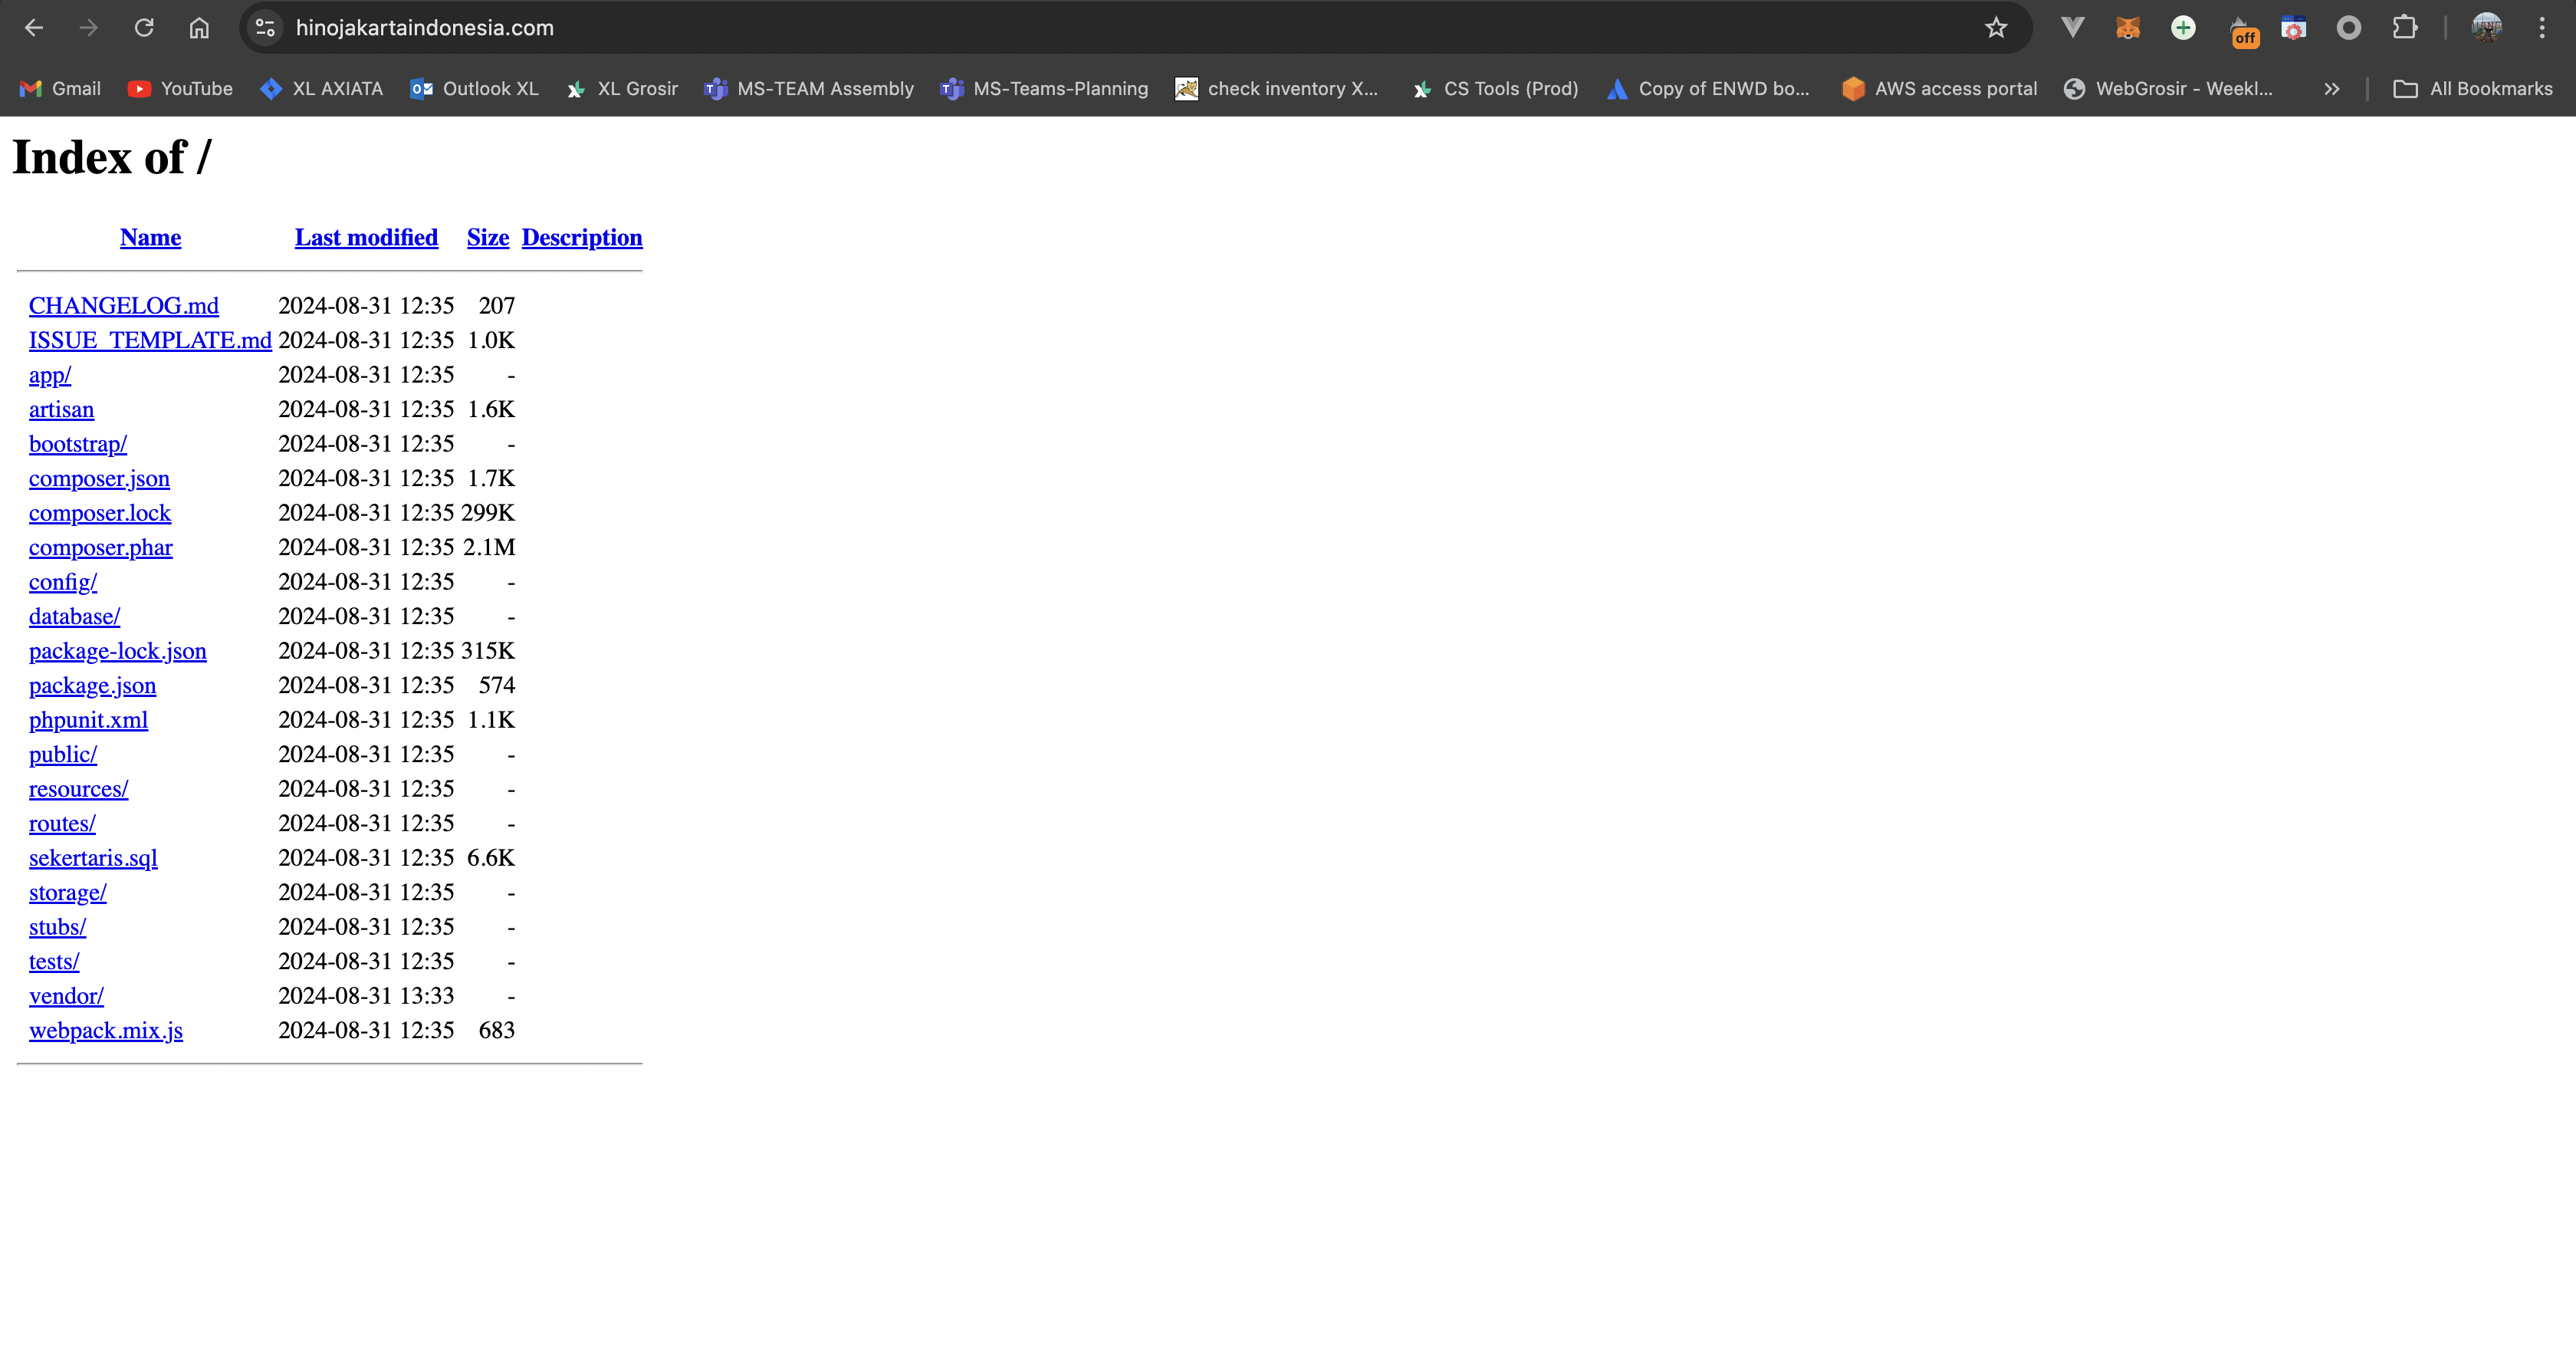 hinojakartaindonesia.com
off
Gmail YouTube XL AXIATA Outlook XL XL Grosir MS-TEAM Assembly MS-Teams-Planning check inventory X... CS Tools (Prod) Copy of ENWD bo... AWS access portal WebGrosir - Weekl... » All Bookmarks
Index of /
Name Last modified Size Description
CHANGELOG.md 2024-08-31 12:35 207
ISSUE_TEMPLATE.md 2024-08-31 12:35 1.0K
app/ 2024-08-31 12:35 -
artisan 2024-08-31 12:35 1.6K
bootstrap/ 2024-08-31 12:35 -
composer.json 2024-08-31 12:35 1.7K
composer.lock 2024-08-31 12:35 299K
composer.phar 2024-08-31 12:35 2.1M
config/ 2024-08-31 12:35 -
database/ 2024-08-31 12:35 -
package-lock.json 2024-08-31 12:35 315K
package.json 2024-08-31 12:35 574
phpunit.xml 2024-08-31 12:35 1.1K
public/ 2024-08-31 12:35 -
resources/ 2024-08-31 12:35 -
routes/ 2024-08-31 12:35 -
sekertaris.sql 2024-08-31 12:35 6.6K
storage/ 2024-08-31 12:35 -
stubs/ 2024-08-31 12:35 -
tests/ 2024-08-31 12:35 -
vendor/ 2024-08-31 13:33 -
webpack.mix.js 2024-08-31 12:35 683